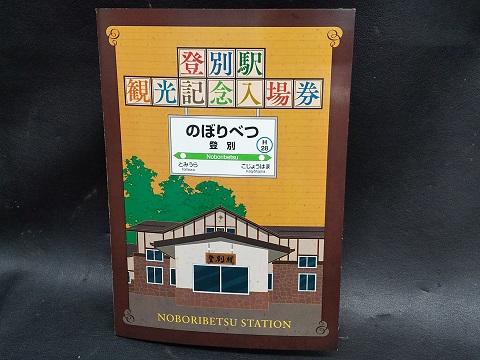 登別駅
観光記念入場券
のぼりべつ
登別
H
28
Noboribetsu
とみうら
Tomiura
こじょうはま
Kojōhama
登別駅
NOBORIBETSU STATION